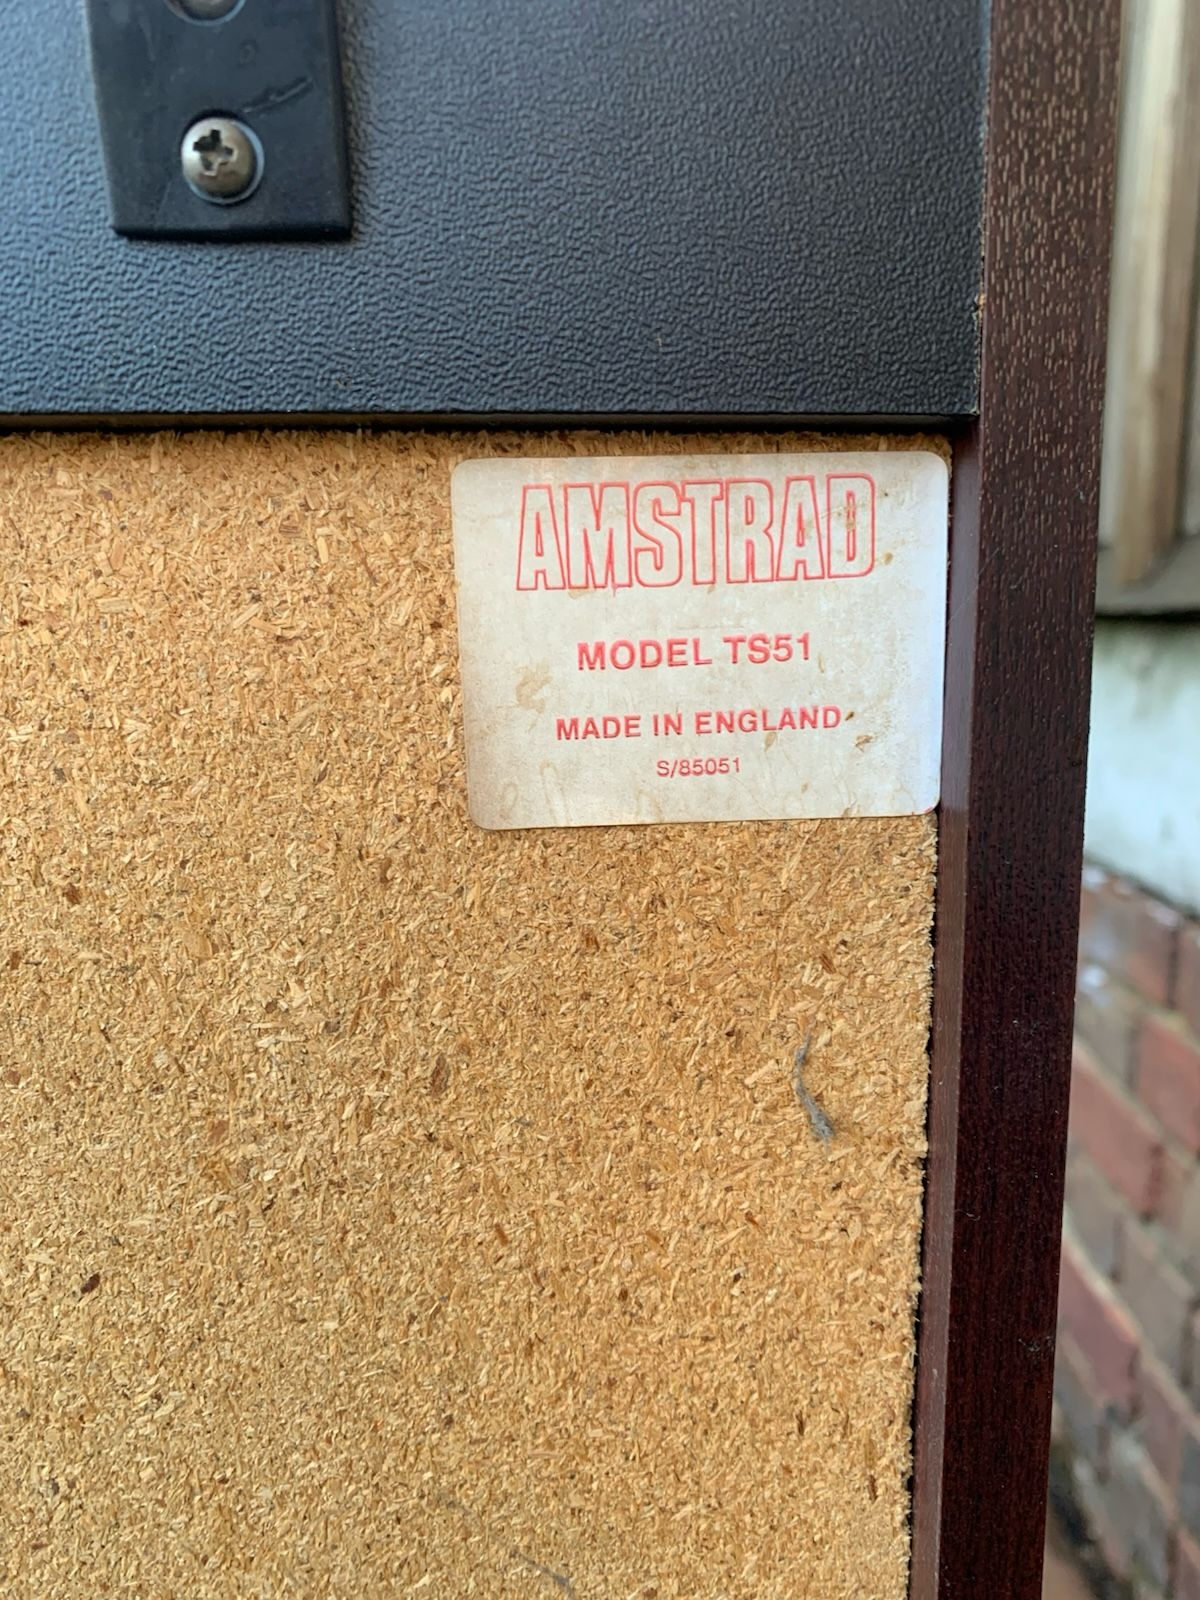 AMSTRAD
MODEL TS51
MADE IN ENGLAND
S/85051